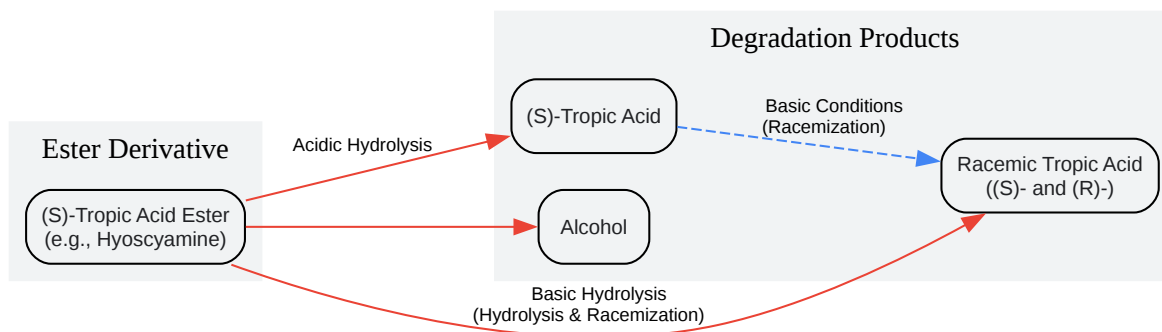 Degradation Products
Ester Derivative
Acidic Hydrolysis
(S)-Tropic Acid
Basic Conditions
(Racemization)
Racemic Tropic Acid
((S)- and (R)-)
(S)-Tropic Acid Ester
(e.g., Hyoscyamine)
Alcohol
Basic Hydrolysis
(Hydrolysis & Racemization)